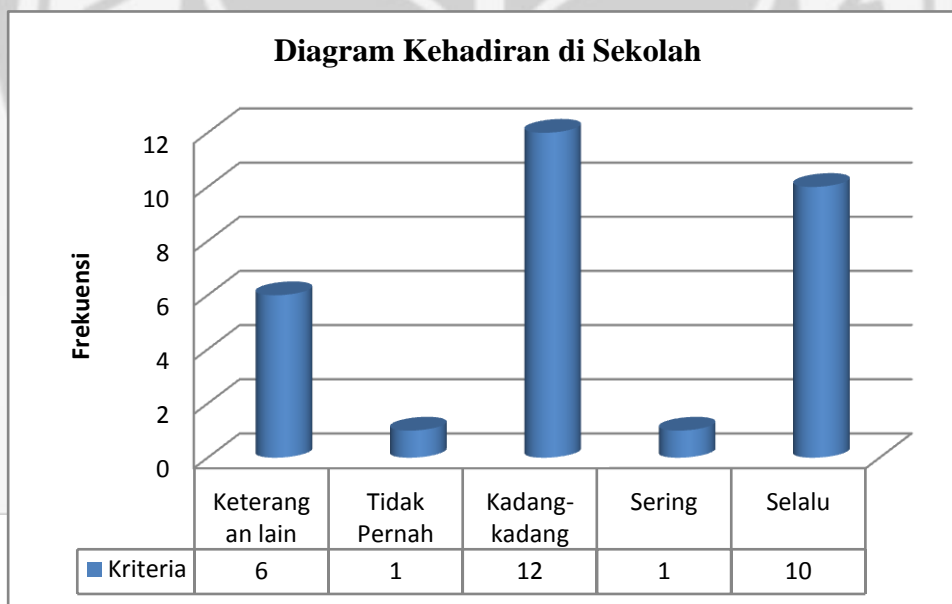 Diagram Kehadiran di Sekolah
Frekuensi
12
10
8
6
4
2
0
Keterang
an lain
Tidak
Pernah
Kadang-
kadang
Sering
Selalu
Kriteria 6 1 12 1 10